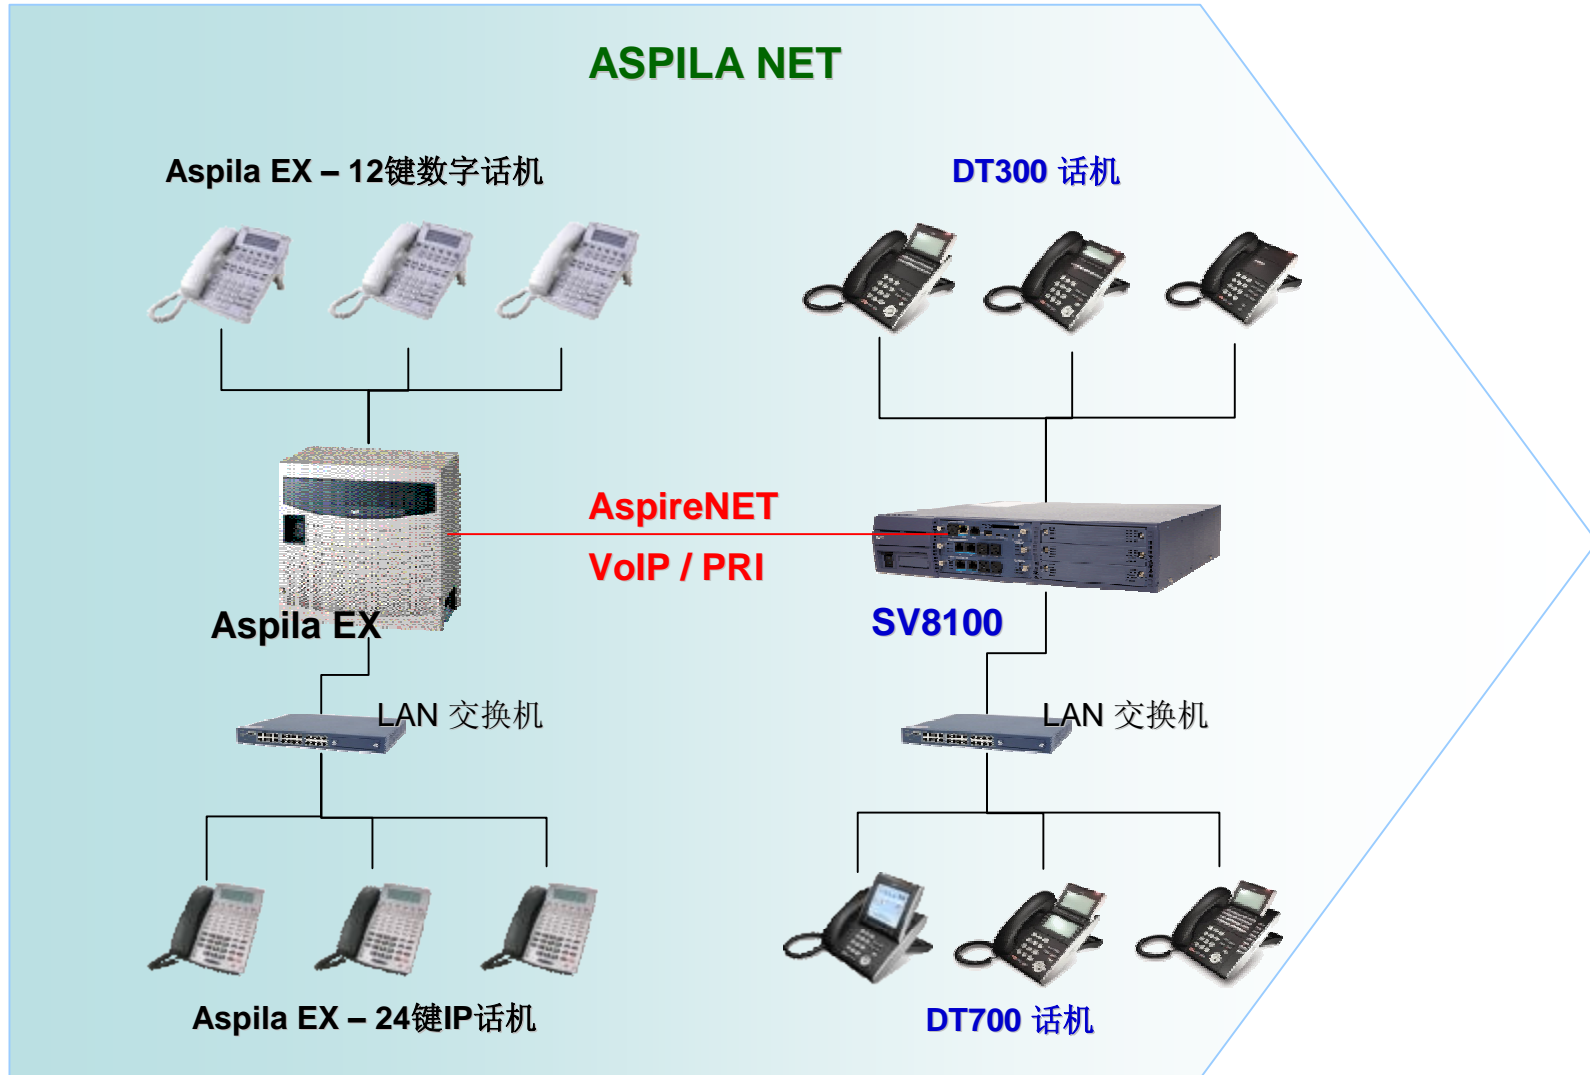 ASPILA NET
Aspila EX – 12键数字话机
DT300 话机
AspireNET
VoIP / PRI
Aspila EX
SV8100
LAN 交换机
LAN 交换机
Aspila EX – 24键IP话机
DT700 话机